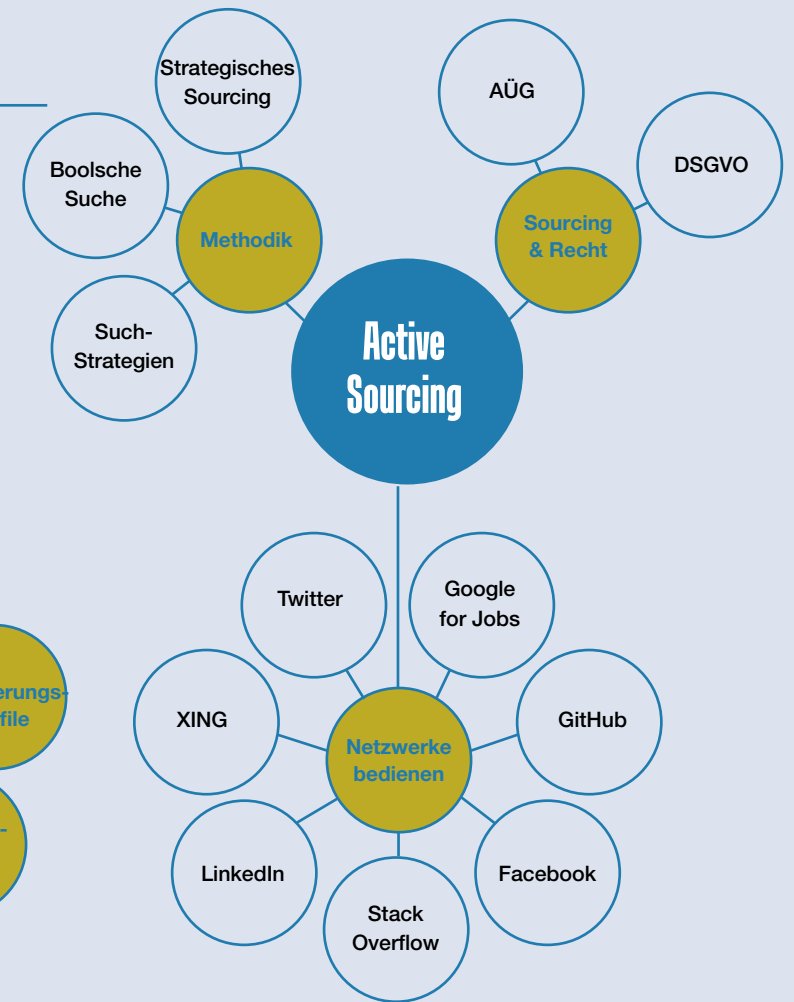 Strategisches
Sourcing
Boolsche
Suche
Such-
Strategien
Methodik
AÜG
DSGVO
Sourcing
& Recht
Active
Sourcing
Twitter
Google
for Jobs
XING
GitHub
Netzwerke
bedienen
LinkedIn
Facebook
Stack
Overflow